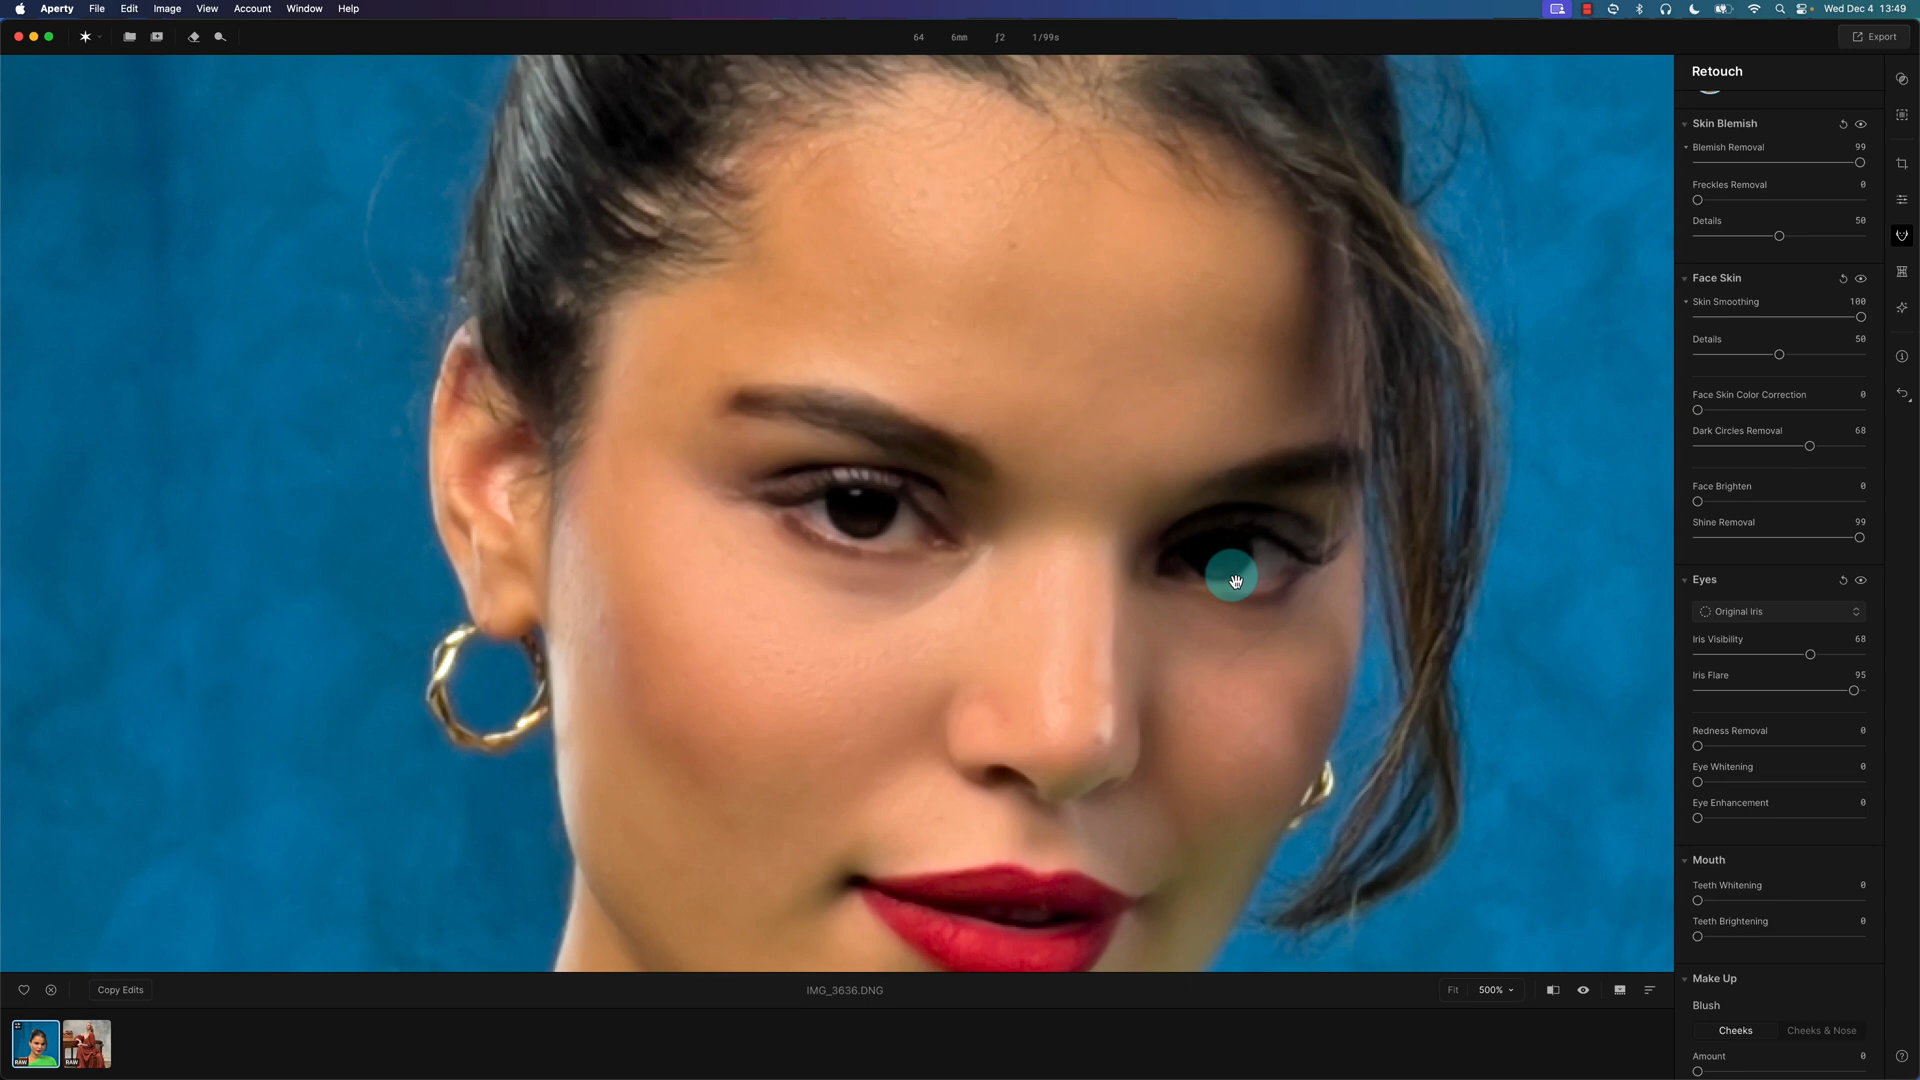 Aperty File Edit Image View Account Window Help Wed Dec 4 13:49
64 6mm ƒ2 1/99s Export
Retouch
Skin Blemish
Blemish Removal 99
Freckles Removal 0
Details 50
Face Skin
Skin Smoothing 100
Details 50
Face Skin Color Correction 0
Dark Circles Removal 68
Face Brighten 0
Shine Removal 99
Eyes
Original Iris
Iris Visibility 68
Iris Flare 95
Redness Removal 0
Eye Whitening 0
Eye Enhancement 0
Mouth
Teeth Whitening 0
Teeth Brightening 0
Make Up
Blush
Cheeks Cheeks & Nose
Amount 0
Copy Edits IMG_3636.DNG Fit 500%
RAW RAW